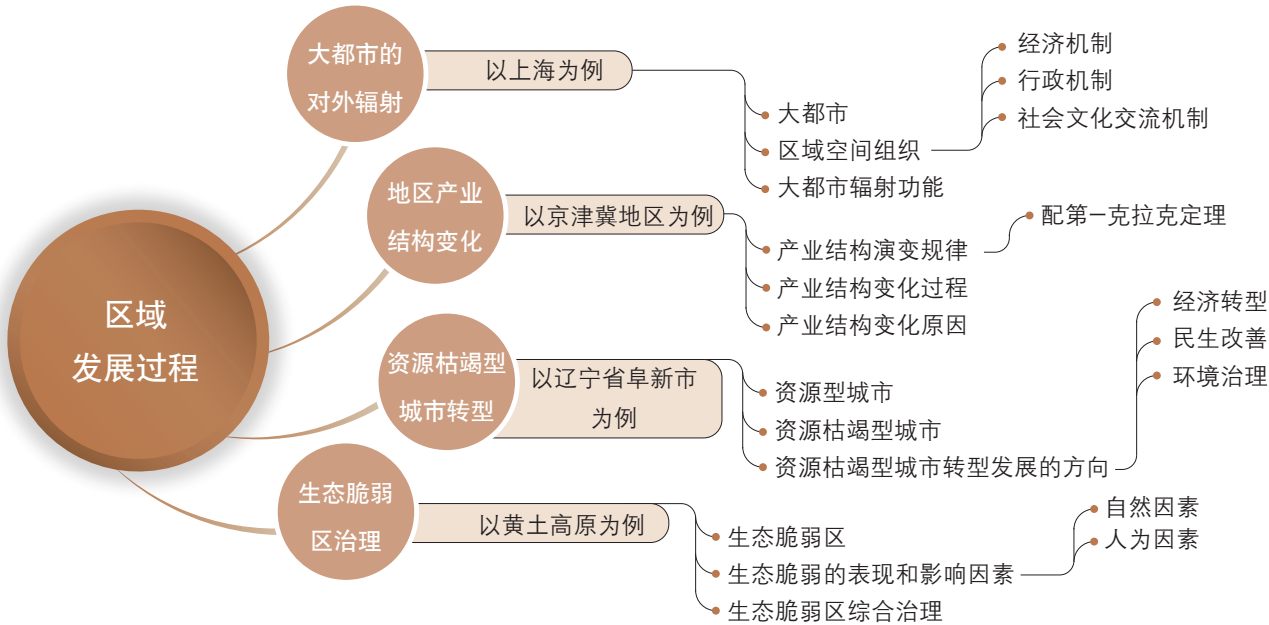 区域
发展过程
大都市的
对外辐射
以上海为例
大都市
区域空间组织
经济机制
行政机制
社会文化交流机制
大都市辐射功能
地区产业
结构变化
以京津冀地区为例
产业结构演变规律
配第—克拉克定理
产业结构变化过程
产业结构变化原因
资源枯竭型
城市转型
以辽宁省阜新市
为例
资源型城市
资源枯竭型城市
资源枯竭型城市转型发展的方向
经济转型
民生改善
环境治理
生态脆弱
区治理
以黄土高原为例
生态脆弱区
生态脆弱的表现和影响因素
自然因素
人为因素
生态脆弱区综合治理